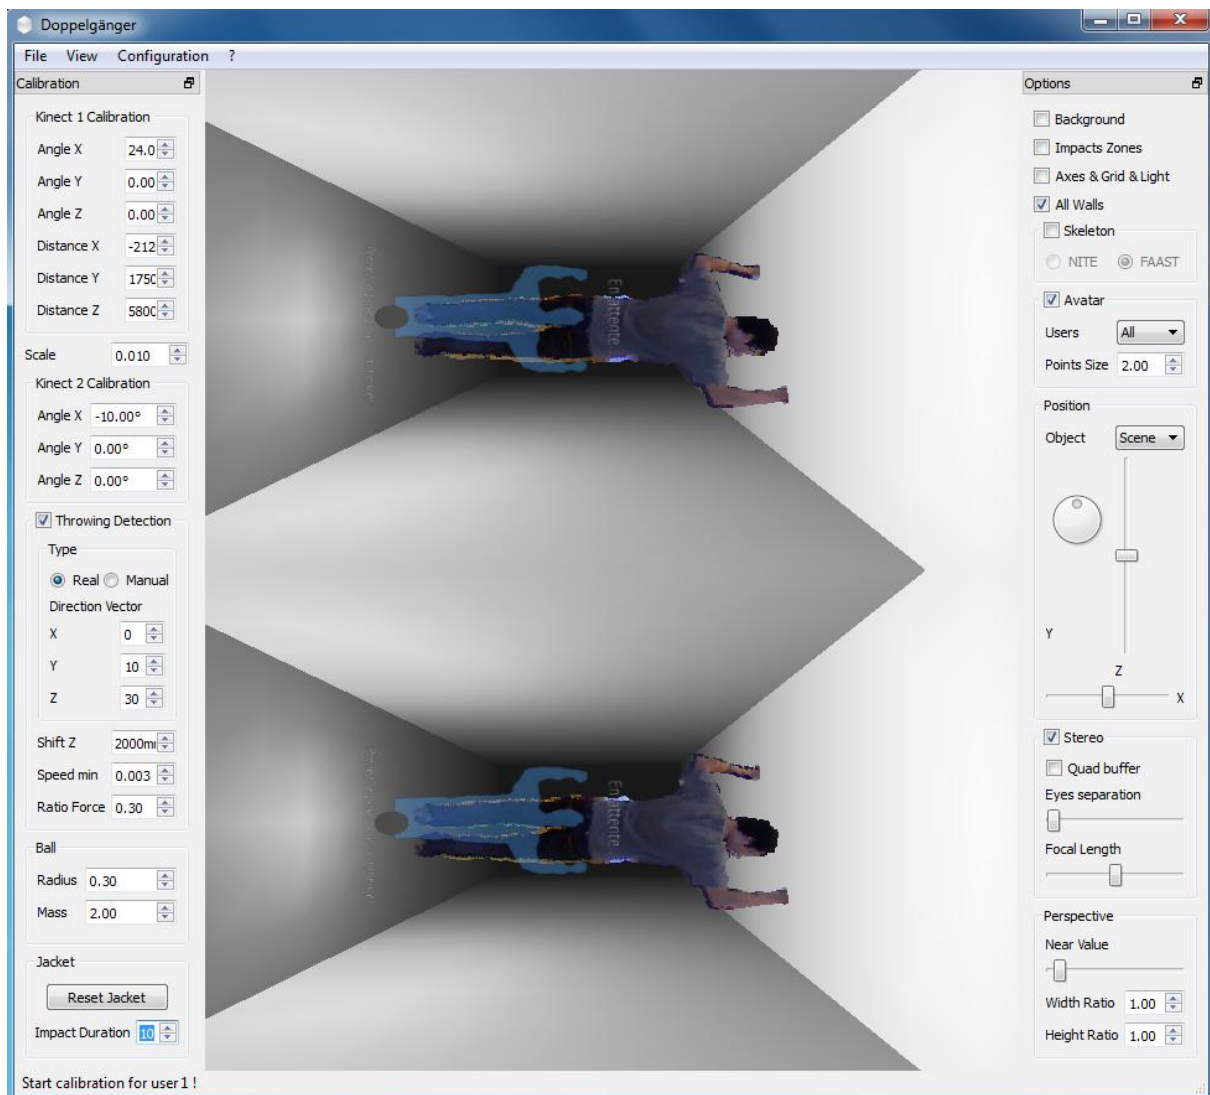 Doppelgänger
File View Configuration ?
Calibration
Kinect 1 Calibration
Angle X 24.0
Angle Y 0.00
Angle Z 0.00
Distance X -212
Distance Y 1750
Distance Z 5800
Scale 0.010
Kinect 2 Calibration
Angle X -10.00°
Angle Y 0.00°
Angle Z 0.00°
Throwing Detection
Type
Real Manual
Direction Vector
X 0
Y 10
Z 30
Shift Z 2000m
Speed min 0.003
Ratio Force 0.30
Ball
Radius 0.30
Mass 2.00
Jacket
Reset Jacket
Impact Duration 10
Start calibration for user 1 !
En attente
En attente
Options
Background
Impacts Zones
Axes & Grid & Light
All Walls
Skeleton
NITE FAAST
Avatar
Users All
Points Size 2.00
Position
Object Scene
Y
Z
X
Stereo
Quad buffer
Eyes separation
Focal Length
Perspective
Near Value
Width Ratio 1.00
Height Ratio 1.00